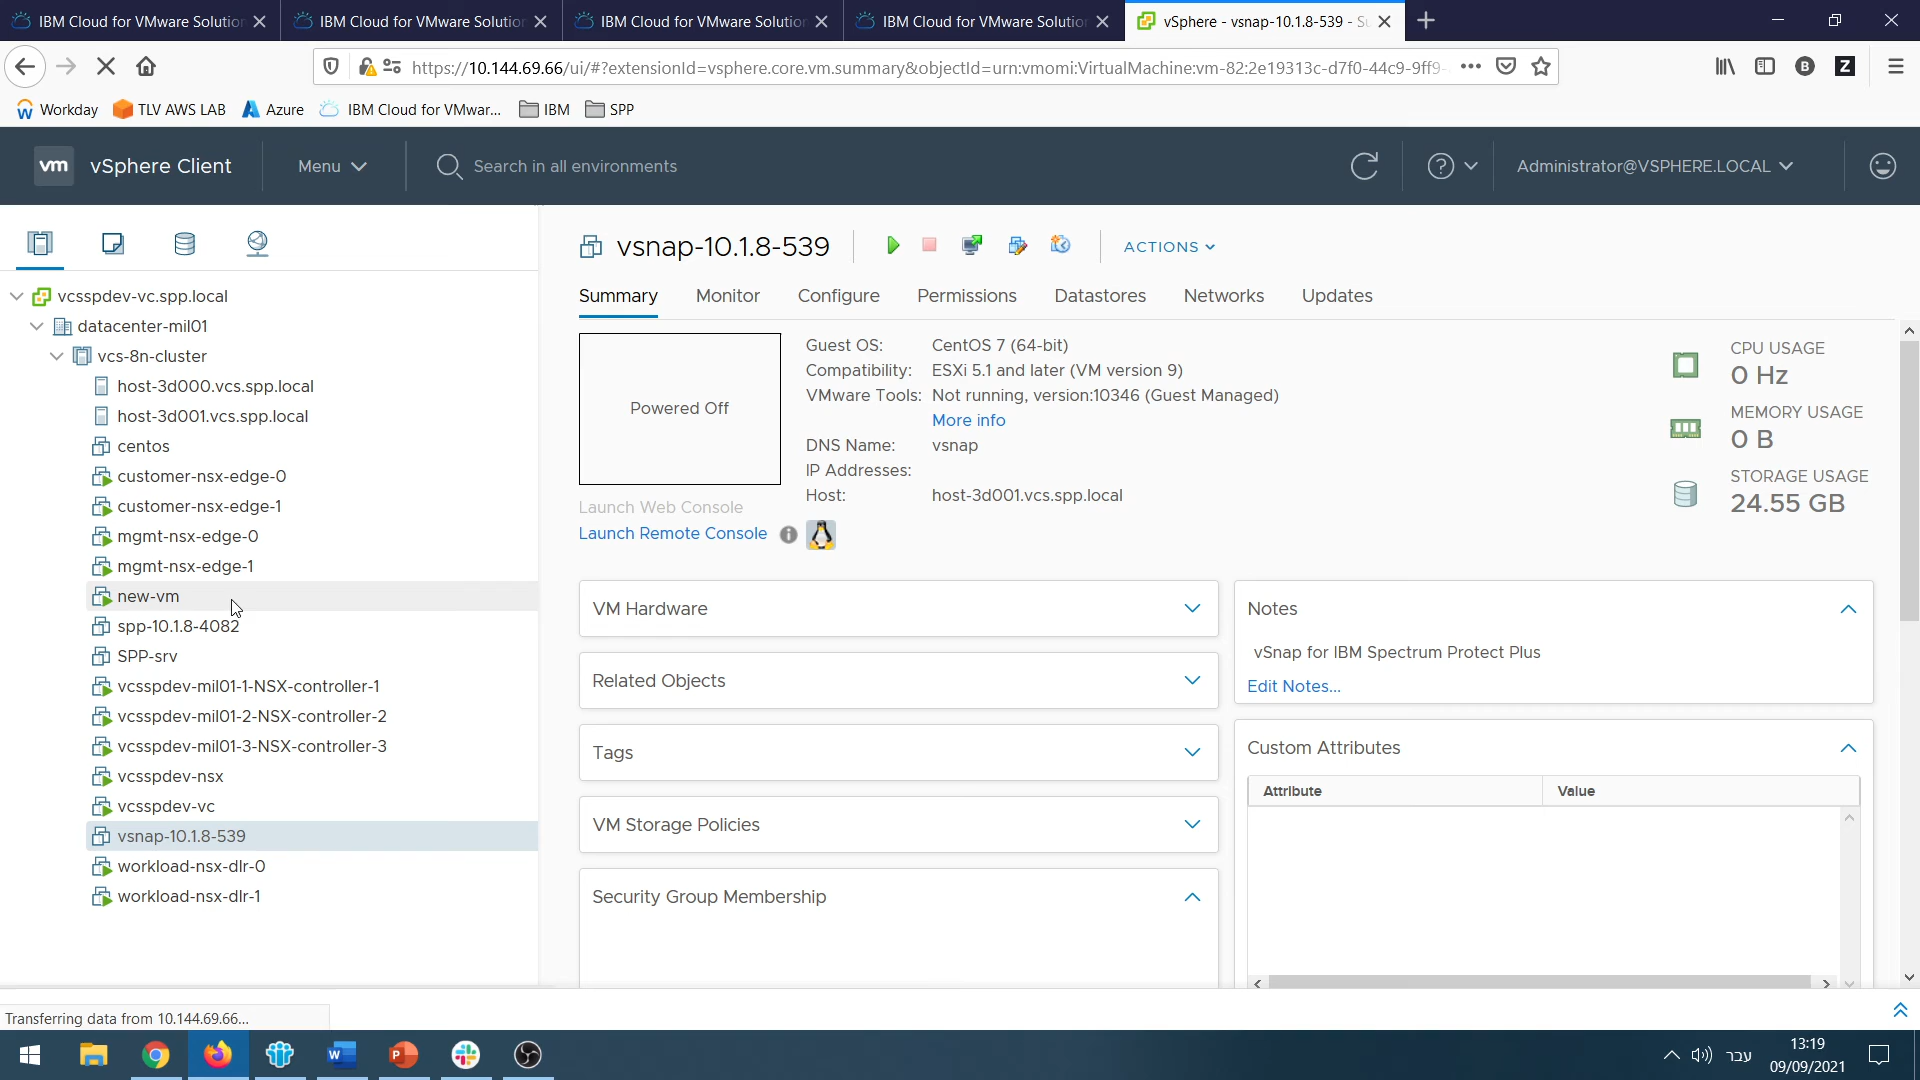 IBM Cloud for VMware Solution
IBM Cloud for VMware Solution
IBM Cloud for VMware Solution
IBM Cloud for VMware Solution
vSphere - vsnap-10.1.8-539 - Su
https://10.144.69.66/ui/#?extensionId=vsphere.core.vm.summary&objectId=urn:vmomi:VirtualMachine:vm-82:2e19313c-d7f0-44c9-9ff9-
B
Z
Workday
TLV AWS LAB
Azure
IBM Cloud for VMwar...
IBM
SPP
vm
vSphere Client
Menu
Search in all environments
Administrator@VSPHERE.LOCAL
vcsspdev-vc.spp.local
datacenter-mil01
vcs-8n-cluster
host-3d000.vcs.spp.local
host-3d001.vcs.spp.local
centos
customer-nsx-edge-0
customer-nsx-edge-1
mgmt-nsx-edge-0
mgmt-nsx-edge-1
new-vm
spp-10.1.8-4082
SPP-srv
vcsspdev-mil01-1-NSX-controller-1
vcsspdev-mil01-2-NSX-controller-2
vcsspdev-mil01-3-NSX-controller-3
vcsspdev-nsx
vcsspdev-vc
vsnap-10.1.8-539
workload-nsx-dlr-0
workload-nsx-dlr-1
vsnap-10.1.8-539
ACTIONS
Summary
Monitor
Configure
Permissions
Datastores
Networks
Updates
Powered Off
Launch Web Console
Launch Remote Console
Guest OS: CentOS 7 (64-bit)
Compatibility: ESXi 5.1 and later (VM version 9)
VMware Tools: Not running, version:10346 (Guest Managed)
More info
DNS Name: vsnap
IP Addresses:
Host: host-3d001.vcs.spp.local
CPU USAGE
0 Hz
MEMORY USAGE
0 B
STORAGE USAGE
24.55 GB
VM Hardware
Related Objects
Tags
VM Storage Policies
Security Group Membership
Notes
vSnap for IBM Spectrum Protect Plus
Edit Notes...
Custom Attributes
Attribute
Value
Transferring data from 10.144.69.66...
עבר
13:19
09/09/2021